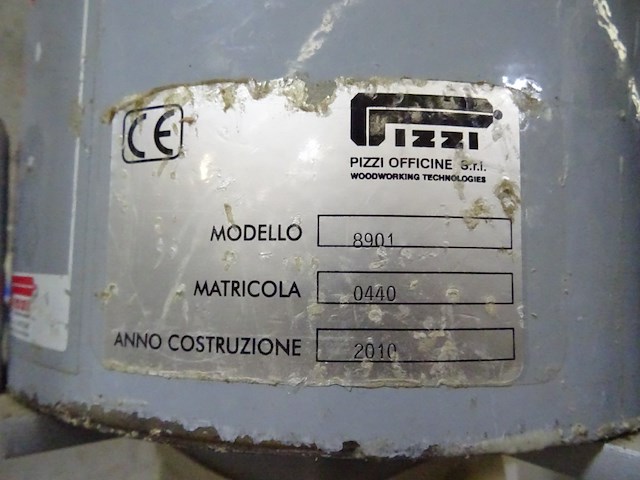 CE
PIZZI
PIZZI OFFICINE S.r.l.
WOODWORKING TECHNOLOGIES
MODELLO 8901
MATRICOLA 0440
ANNO COSTRUZIONE 2010